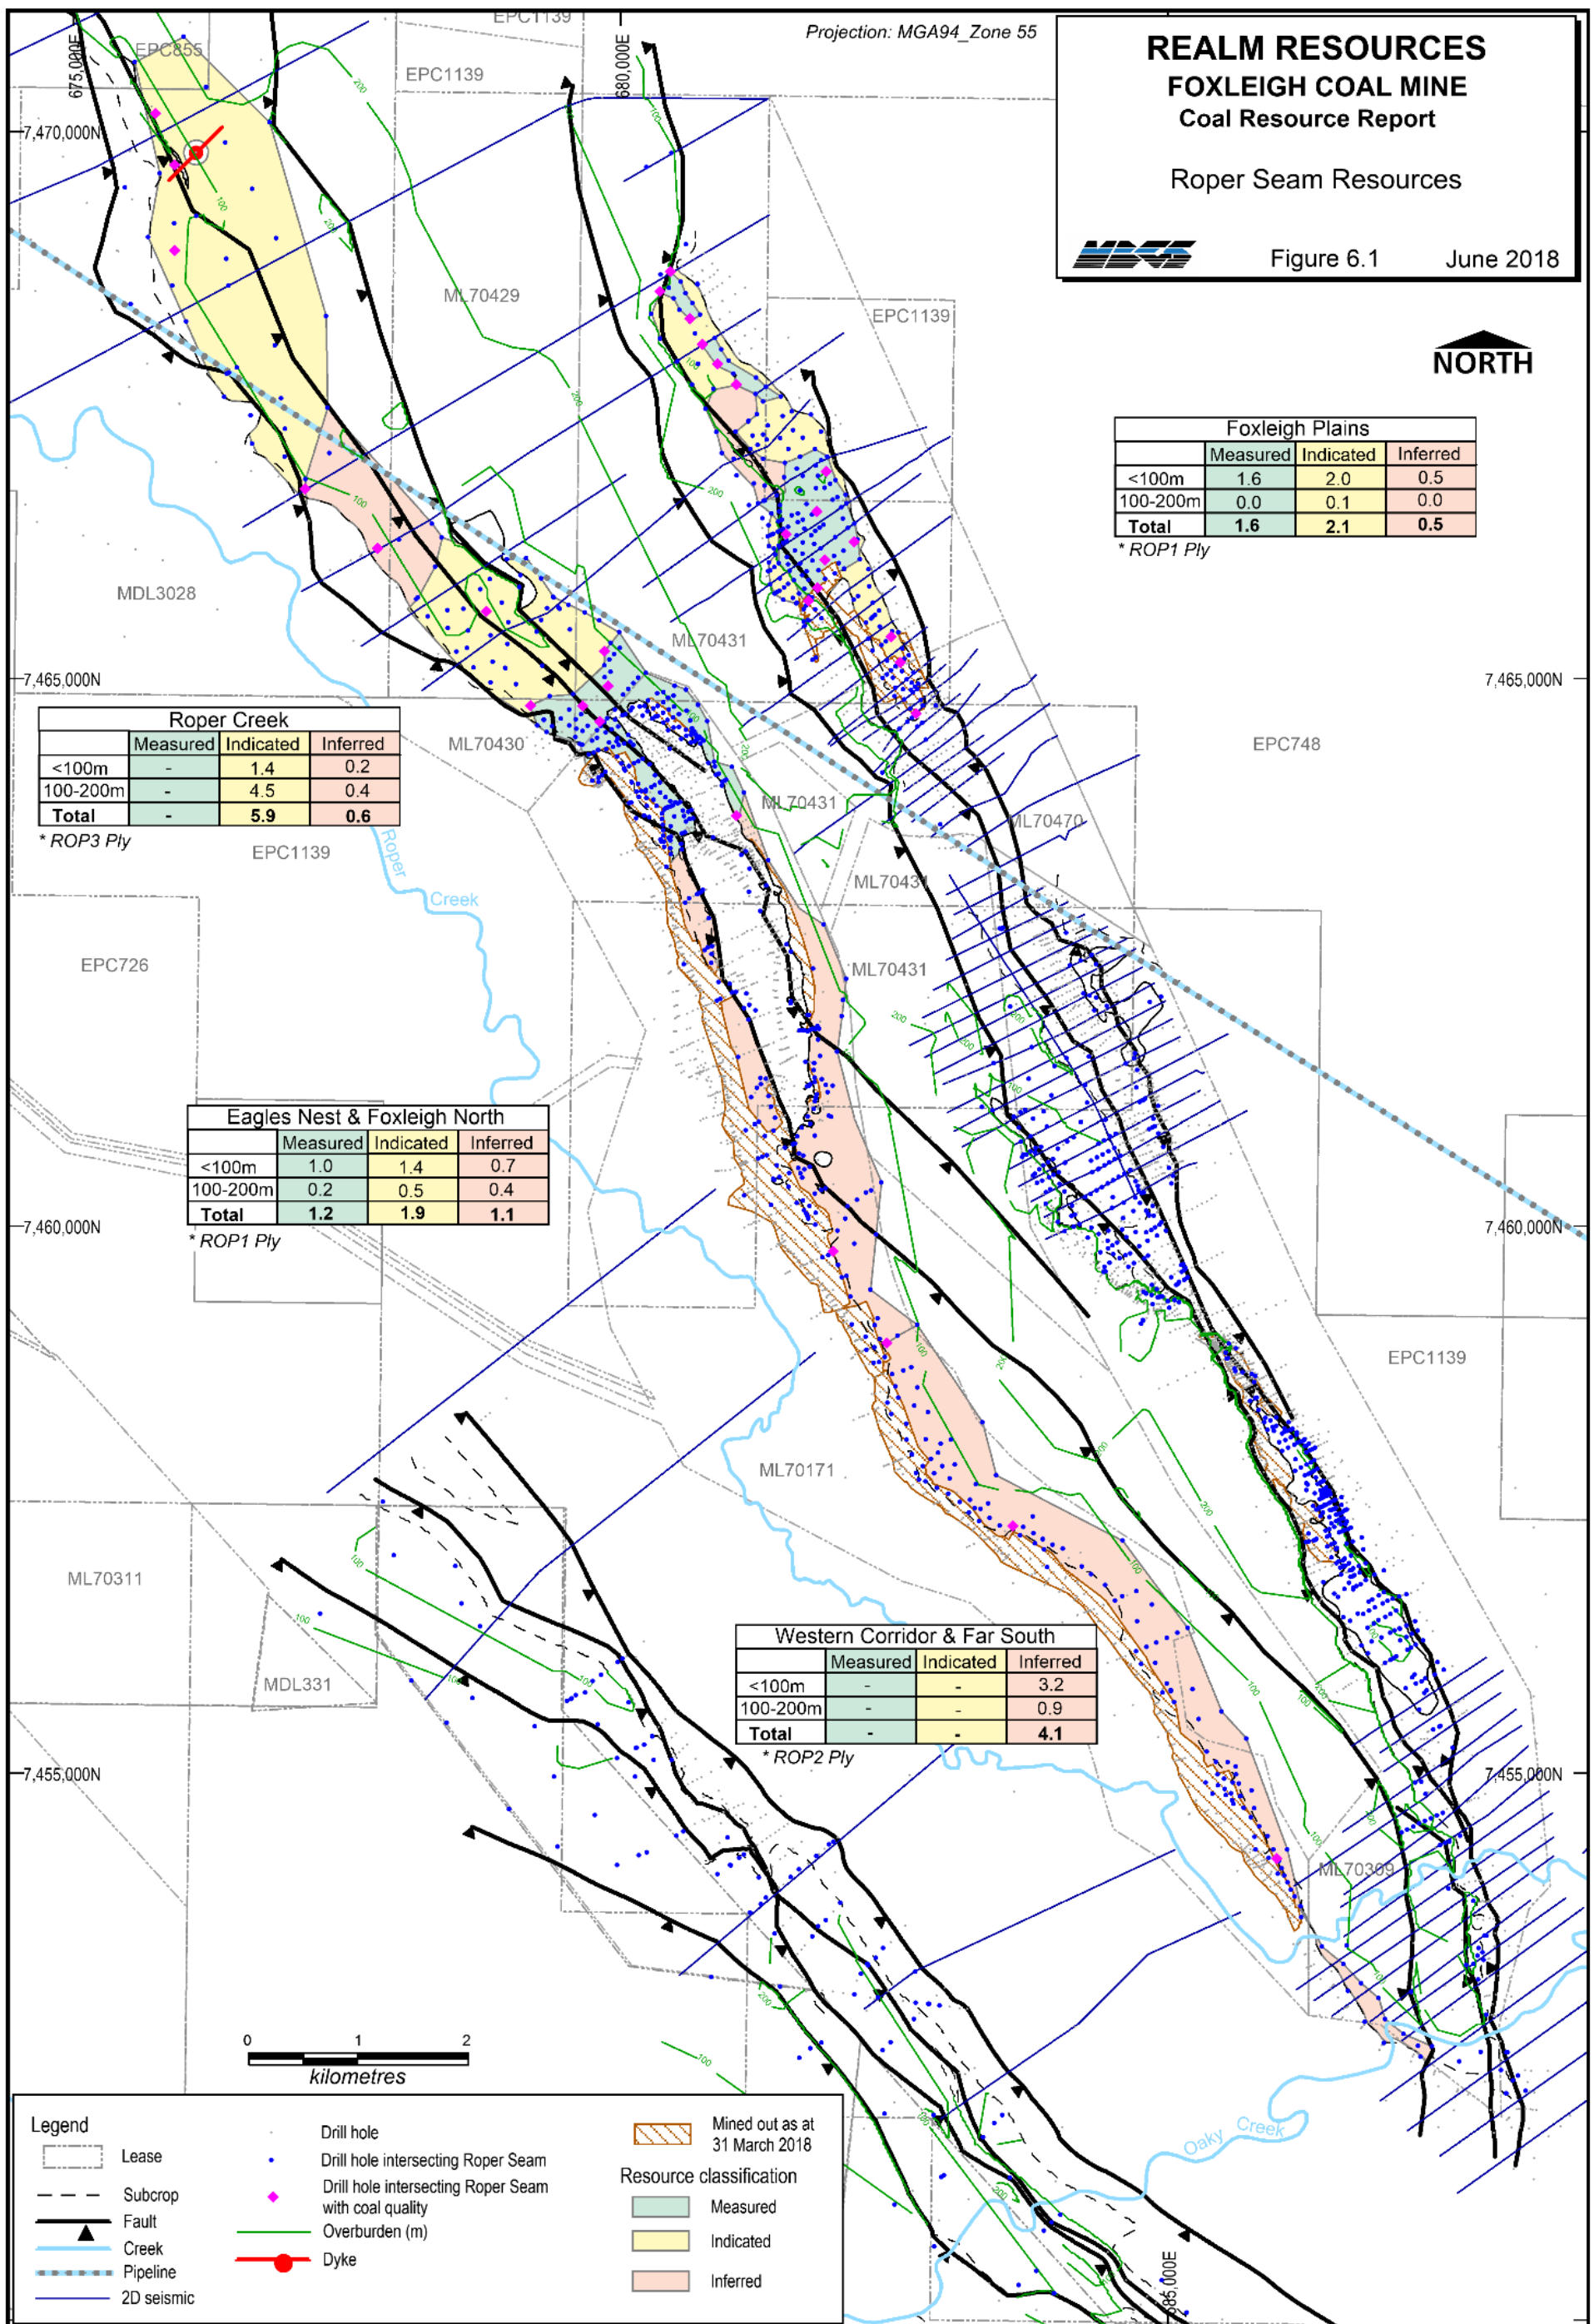 EPC1139
Projection: MGA94_Zone 55
REALM RESOURCES
FOXLEIGH COAL MINE
Coal Resource Report
Roper Seam Resources
Figure 6.1 June 2018
675,000E
EPC855
EPC1139
680,000E
7,470,000N
ML70429
EPC1139
NORTH
Foxleigh Plains
Measured Indicated Inferred
<100m 1.6 2.0 0.5
100-200m 0.0 0.1 0.0
Total 1.6 2.1 0.5
* ROP1 Ply
MDL3028
ML70431
7,465,000N
7,465,000N
Roper Creek
Measured Indicated Inferred
<100m - 1.4 0.2
100-200m - 4.5 0.4
Total - 5.9 0.6
* ROP3 Ply
ML70430
EPC748
ML70431
ML70470
EPC1139
Roper
Creek
ML70431
EPC726
ML70431
Eagles Nest & Foxleigh North
Measured Indicated Inferred
<100m 1.0 1.4 0.7
100-200m 0.2 0.5 0.4
Total 1.2 1.9 1.1
* ROP1 Ply
7,460,000N
7,460,000N
EPC1139
ML70171
ML70311
MDL331
Western Corridor & Far South
Measured Indicated Inferred
<100m - - 3.2
100-200m - - 0.9
Total - - 4.1
* ROP2 Ply
7,455,000N
7,455,000N
ML70309
0 1 2
kilometres
Oaky Creek
685,000E
Legend
Lease
Subcrop
Fault
Creek
Pipeline
2D seismic
Drill hole
Drill hole intersecting Roper Seam
Drill hole intersecting Roper Seam
with coal quality
Overburden (m)
Dyke
Mined out as at
31 March 2018
Resource classification
Measured
Indicated
Inferred